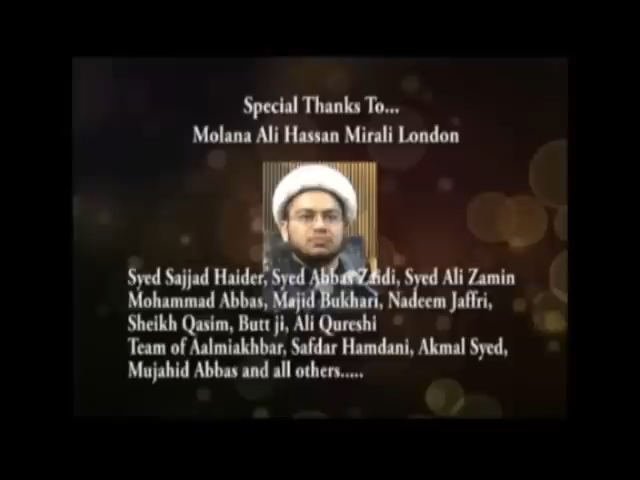 Special Thanks To...
Molana Ali Hassan Mirali London
Syed Sajjad Haider, Syed Abbas Zaidi, Syed Ali Zamin
Mohammad Abbas, Majid Bukhari, Nadeem Jaffri,
Sheikh Qasim, Butt ji, Ali Qureshi
Team of Aalmiakhbar, Safdar Hamdani, Akmal Syed,
Mujahid Abbas and all others.....